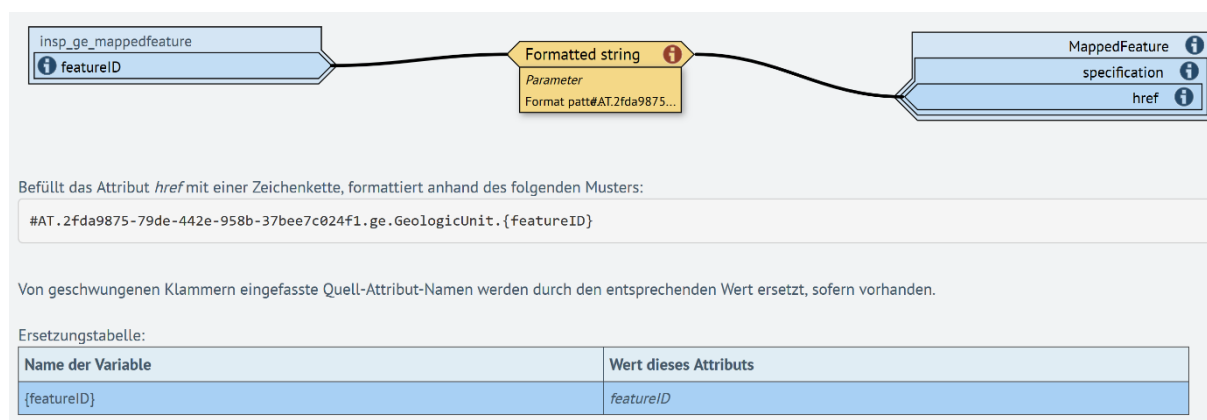 insp_ge_mappedfeature
featureID
Formatted string
Parameter
Format patt#AT.2fda9875...
MappedFeature
specification
href
Befüllt das Attribut href mit einer Zeichenkette, formattiert anhand des folgenden Musters:
#AT.2fda9875-79de-442e-958b-37bee7c024f1.ge.GeologicUnit.{featureID}
Von geschwungenen Klammern eingefasste Quell-Attribut-Namen werden durch den entsprechenden Wert ersetzt, sofern vorhanden.
Ersetzungstabelle:
Name der Variable Wert dieses Attributs
{featureID} featureID